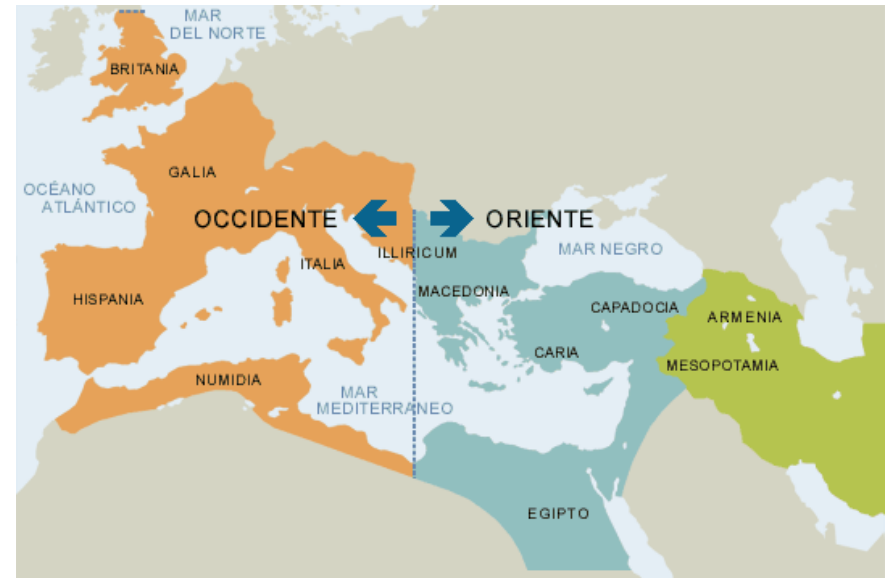 MAR
DEL NORTE
BRITANIA
GALIA
OCÉANO
ATLÁNTICO
OCCIDENTE
ORIENTE
ILLIRICUM
MAR NEGRO
ITALIA
HISPANIA
MACEDONIA
CAPADOCIA
ARMENIA
CARIA
MESOPOTAMIA
NUMIDIA
MAR
MEDITERRANEO
EGIPTO